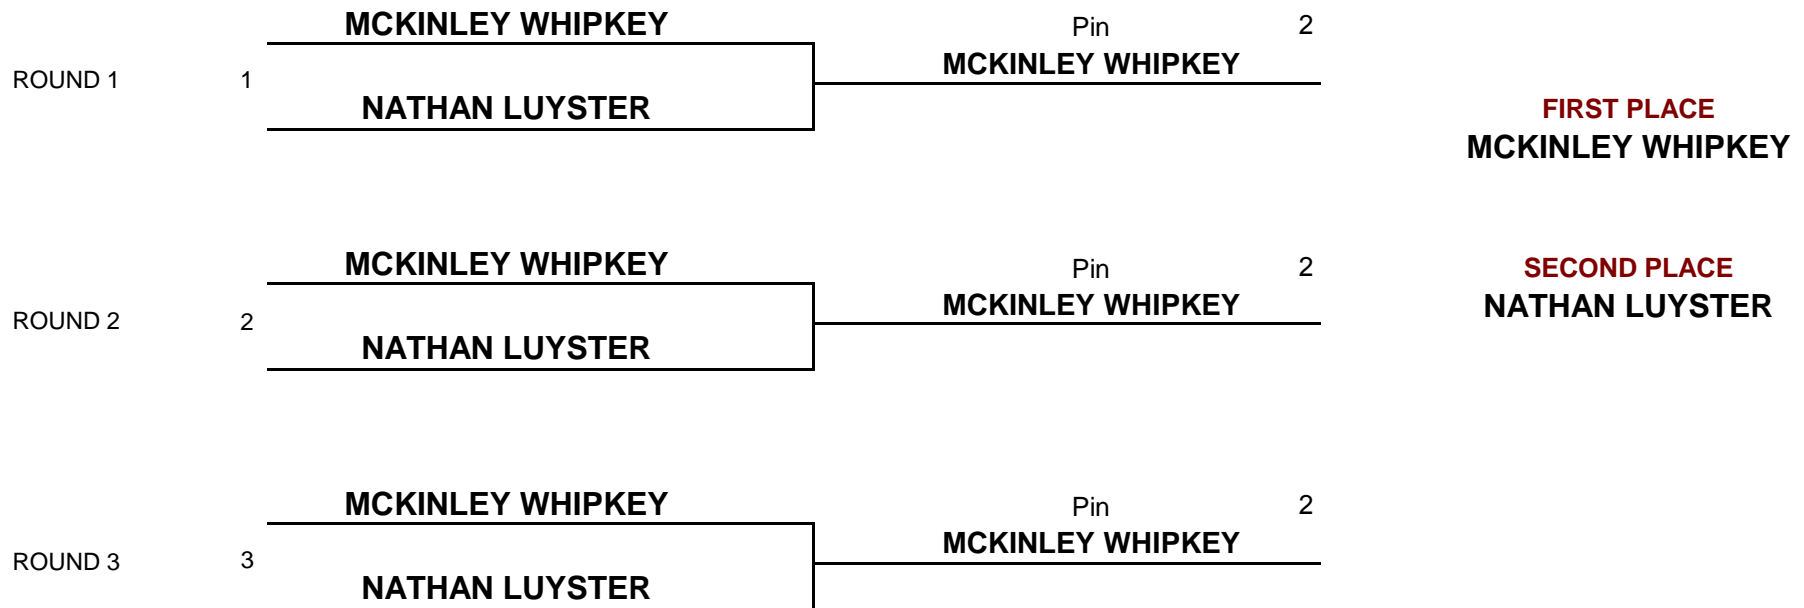 MCKINLEY WHIPKEY
Pin 2
MCKINLEY WHIPKEY
ROUND 1 1
NATHAN LUYSTER
FIRST PLACE
MCKINLEY WHIPKEY
MCKINLEY WHIPKEY
Pin 2
SECOND PLACE
MCKINLEY WHIPKEY
NATHAN LUYSTER
ROUND 2 2
NATHAN LUYSTER
MCKINLEY WHIPKEY
Pin 2
MCKINLEY WHIPKEY
ROUND 3 3
NATHAN LUYSTER